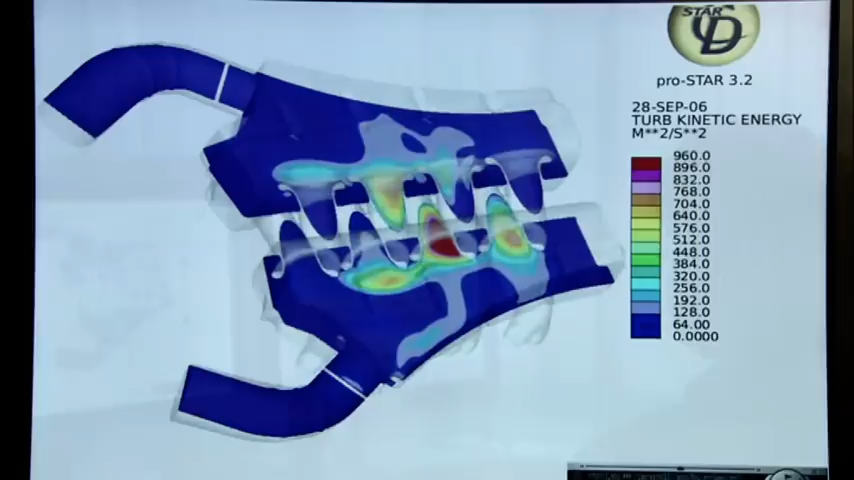 STAR
CD
pro-STAR 3.2
28-SEP-06
TURB KINETIC ENERGY
M**2/S**2
960.0
896.0
832.0
768.0
704.0
640.0
576.0
512.0
448.0
384.0
320.0
256.0
192.0
128.0
64.00
0.0000